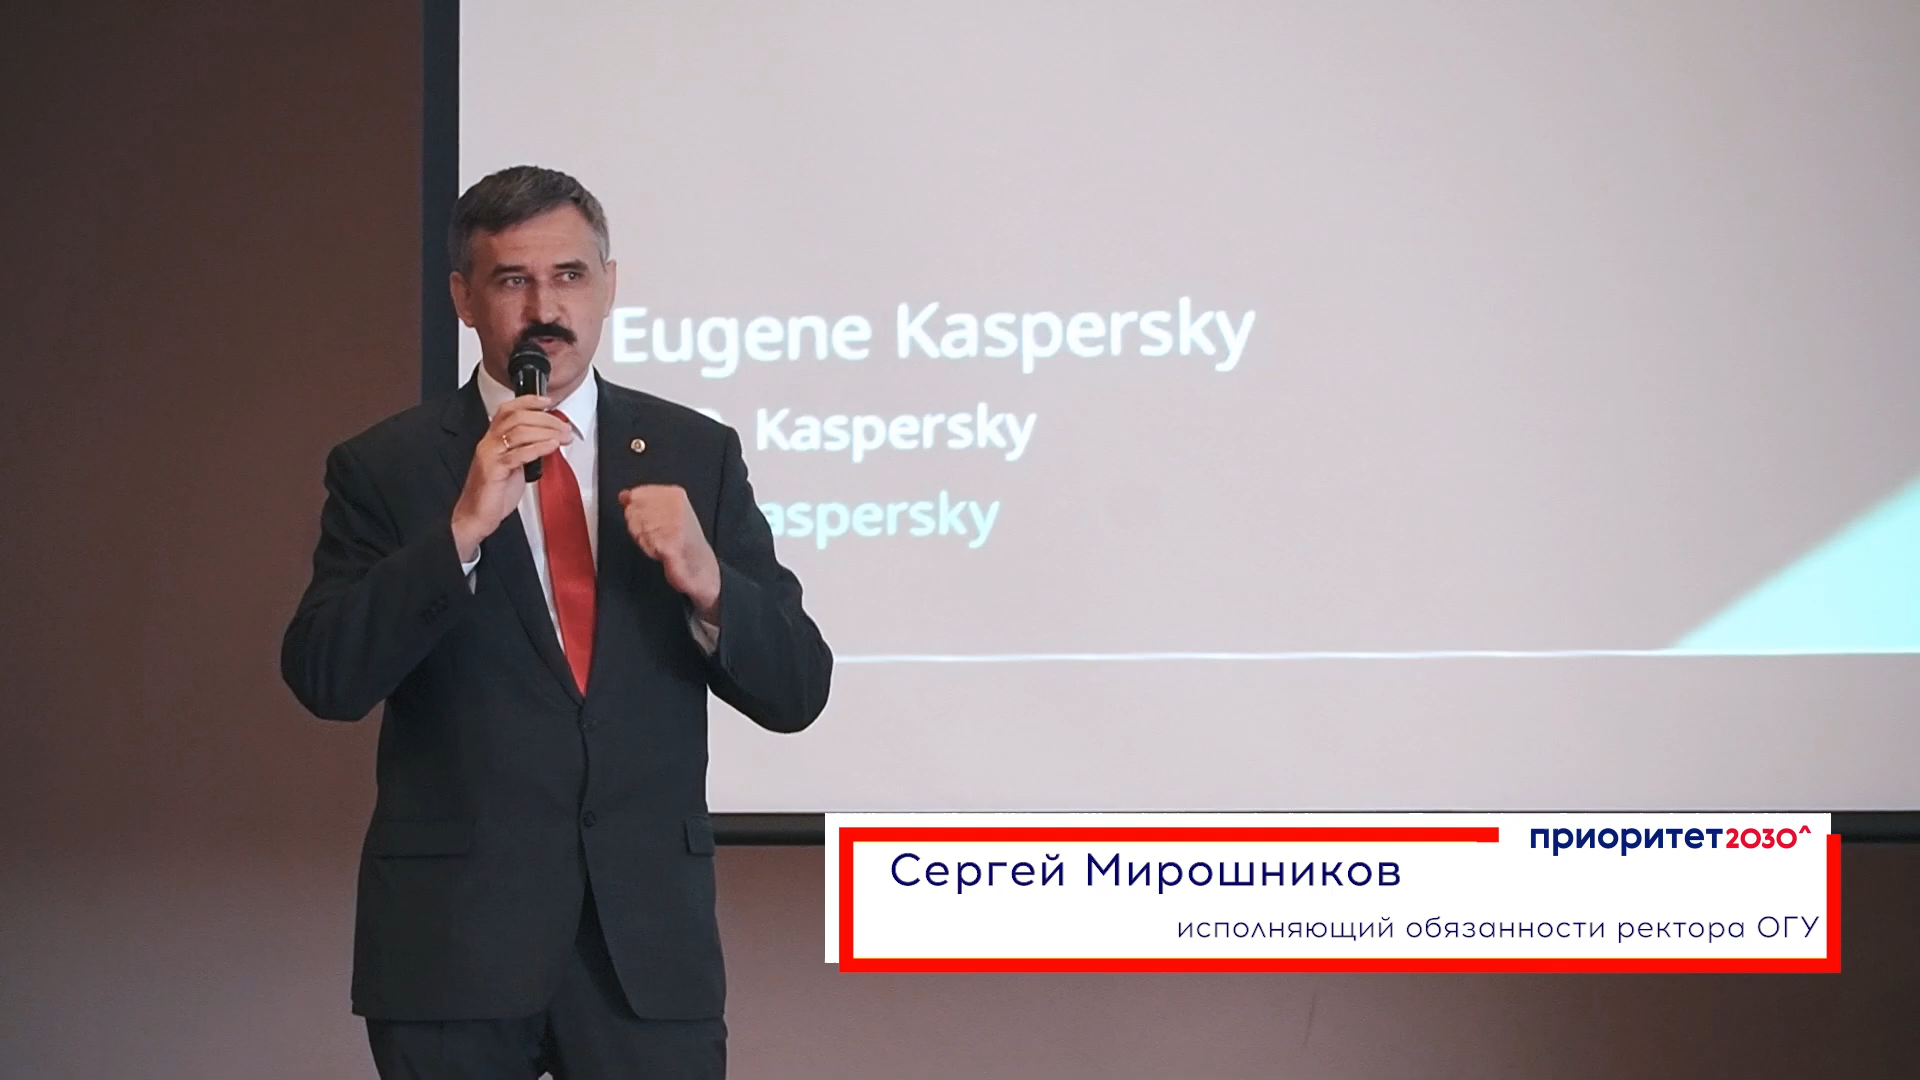 Eugene Kaspersky
Kaspersky
aspersky
приоритет2030^
Сергей Мирошников
исполняющий обязанности ректора ОГУ